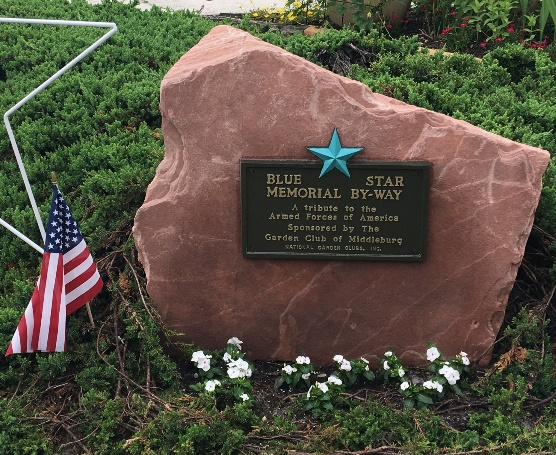 BLUE STAR
MEMORIAL BY-WAY
A tribute to the
Armed Forces of America
Sponsored by The
Garden Club of Middleburg
NATIONAL GARDEN CLUBS, INC.